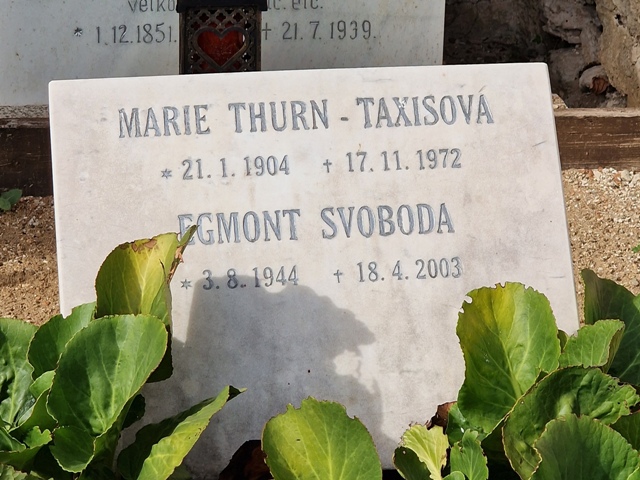 etc.
* 1.12.1851. + 21.7.1939.
MARIE THURN - TAXISOVÁ
* 21. 1. 1904 + 17. 11. 1972
EGMONT SVOBODA
* 3. 8. 1944 + 18. 4. 2003